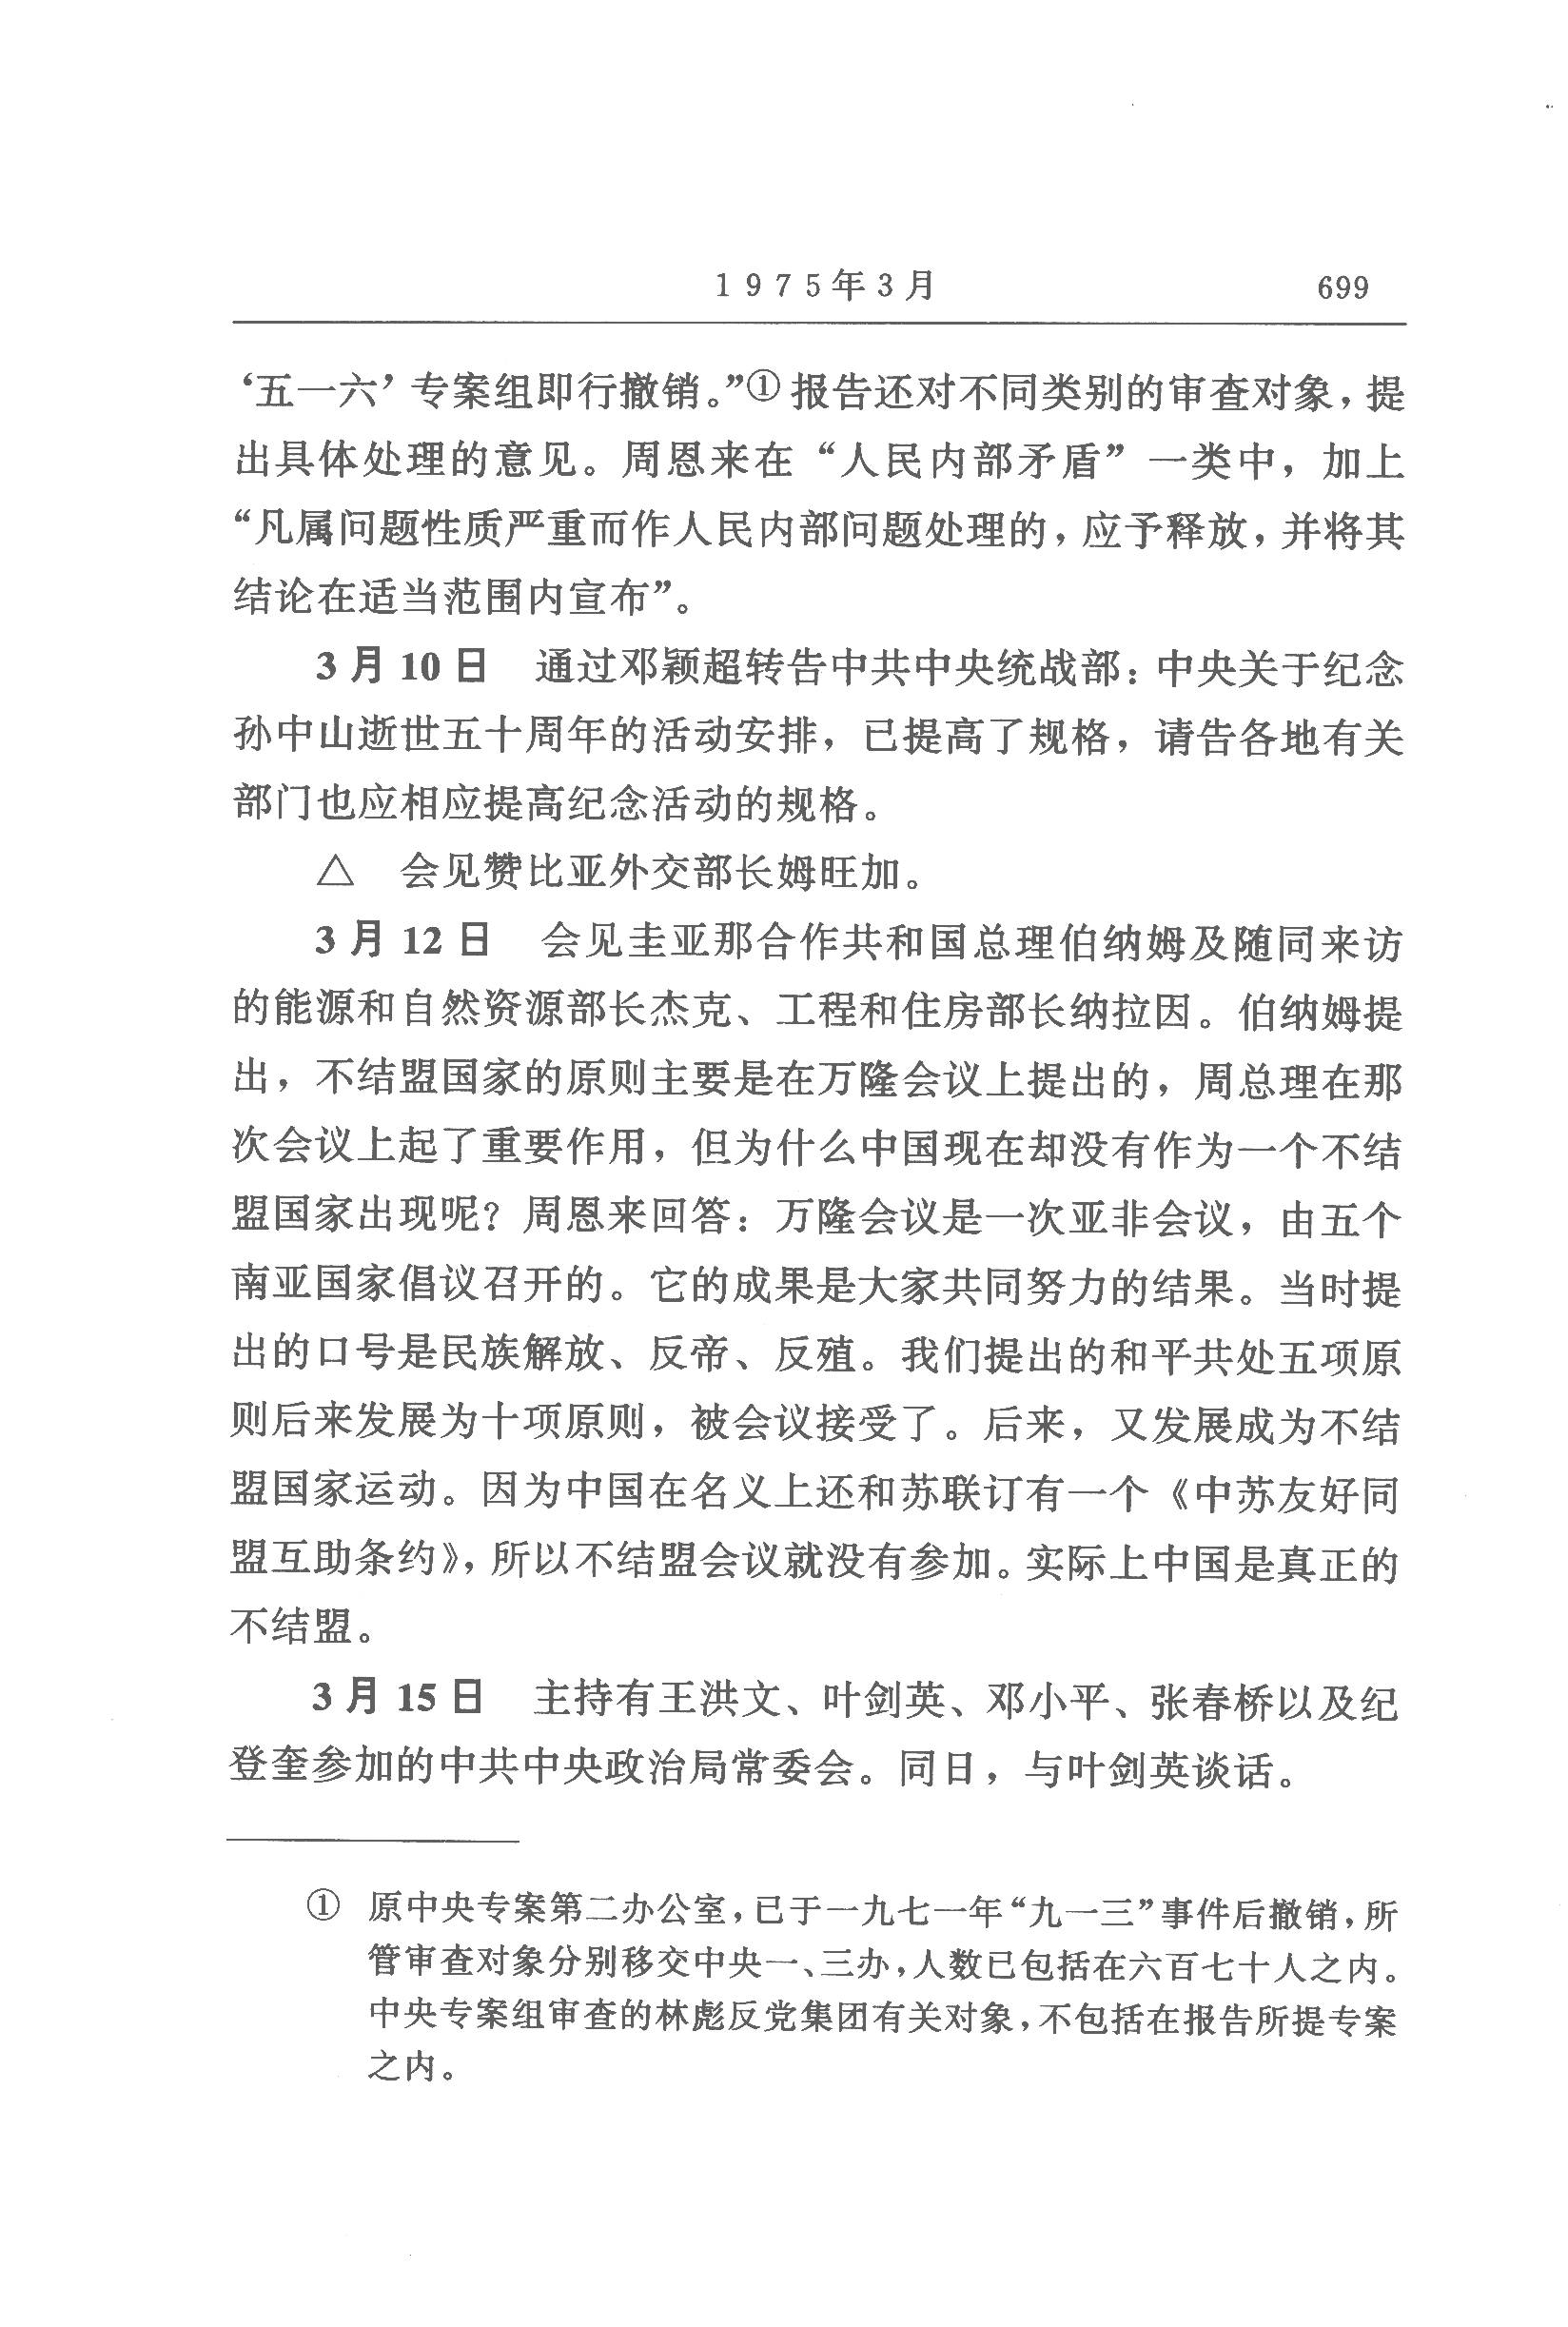 1975年3月 699
‘五一六’专案组即行撤销。”①报告还对不同类别的审查对象，提
出具体处理的意见。周恩来在“人民内部矛盾”一类中，加上
“凡属问题性质严重而作人民内部问题处理的，应予释放，并将其
结论在适当范围内宣布”。
3月10日　通过邓颖超转告中共中央统战部：中央关于纪念
孙中山逝世五十周年的活动安排，已提高了规格，请告各地有关
部门也应相应提高纪念活动的规格。
△　会见赞比亚外交部长姆旺加。
3月12日　会见圭亚那合作共和国总理伯纳姆及随同来访
的能源和自然资源部长杰克、工程和住房部长纳拉因。伯纳姆提
出，不结盟国家的原则主要是在万隆会议上提出的，周总理在那
次会议上起了重要作用，但为什么中国现在却没有作为一个不结
盟国家出现呢？周恩来回答：万隆会议是一次亚非会议，由五个
南亚国家倡议召开的。它的成果是大家共同努力的结果。当时提
出的口号是民族解放、反帝、反殖。我们提出的和平共处五项原
则后来发展为十项原则，被会议接受了。后来，又发展成为不结
盟国家运动。因为中国在名义上还和苏联订有一个《中苏友好同
盟互助条约》，所以不结盟会议就没有参加。实际上中国是真正的
不结盟。
3月15日　主持有王洪文、叶剑英、邓小平、张春桥以及纪
登奎参加的中共中央政治局常委会。同日，与叶剑英谈话。
①　原中央专案第二办公室，已于一九七一年“九一三”事件后撤销，所
管审查对象分别移交中央一、三办，人数已包括在六百七十人之内。
中央专案组审查的林彪反党集团有关对象，不包括在报告所提专案
之内。